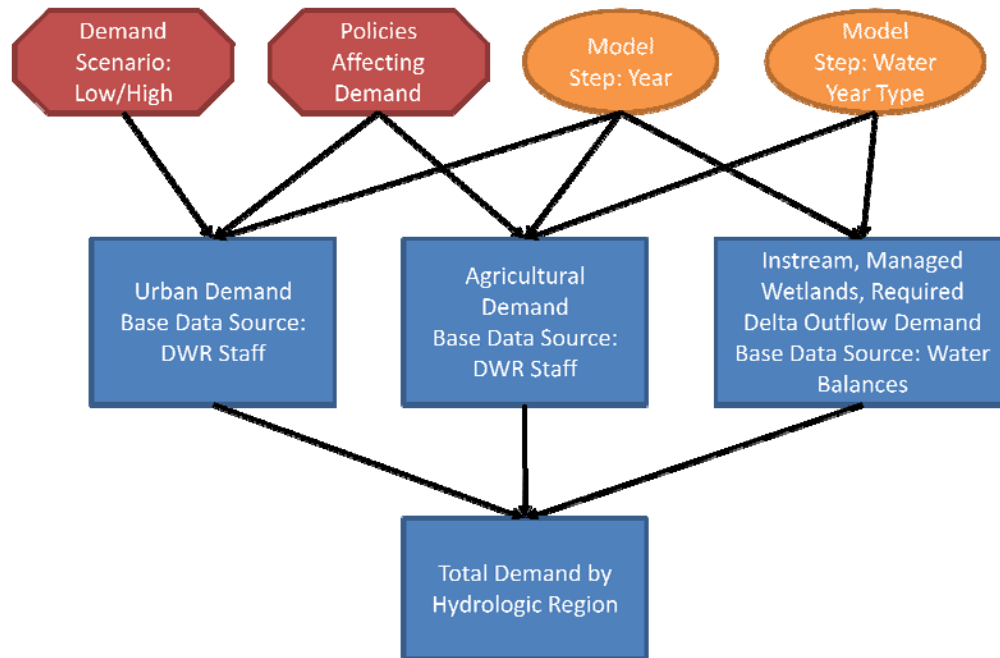 Demand
Scenario:
Low/High
Policies
Affecting
Demand
Model
Step: Year
Model
Step: Water
Year Type
Urban Demand
Base Data Source:
DWR Staff
Agricultural
Demand
Base Data Source:
DWR Staff
Instream, Managed
Wetlands, Required
Delta Outflow Demand
Base Data Source: Water
Balances
Total Demand by
Hydrologic Region